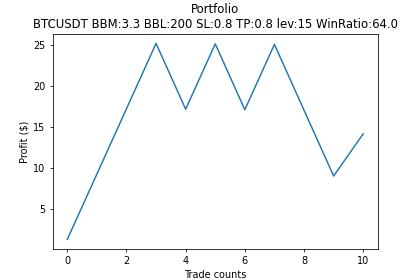 Portfolio
BTCUSDT BBM:3.3 BBL:200 SL:0.8 TP:0.8 lev:15 WinRatio:64.0
25
20
15
10
5
Profit ($)
0 2 4 6 8 10
Trade counts